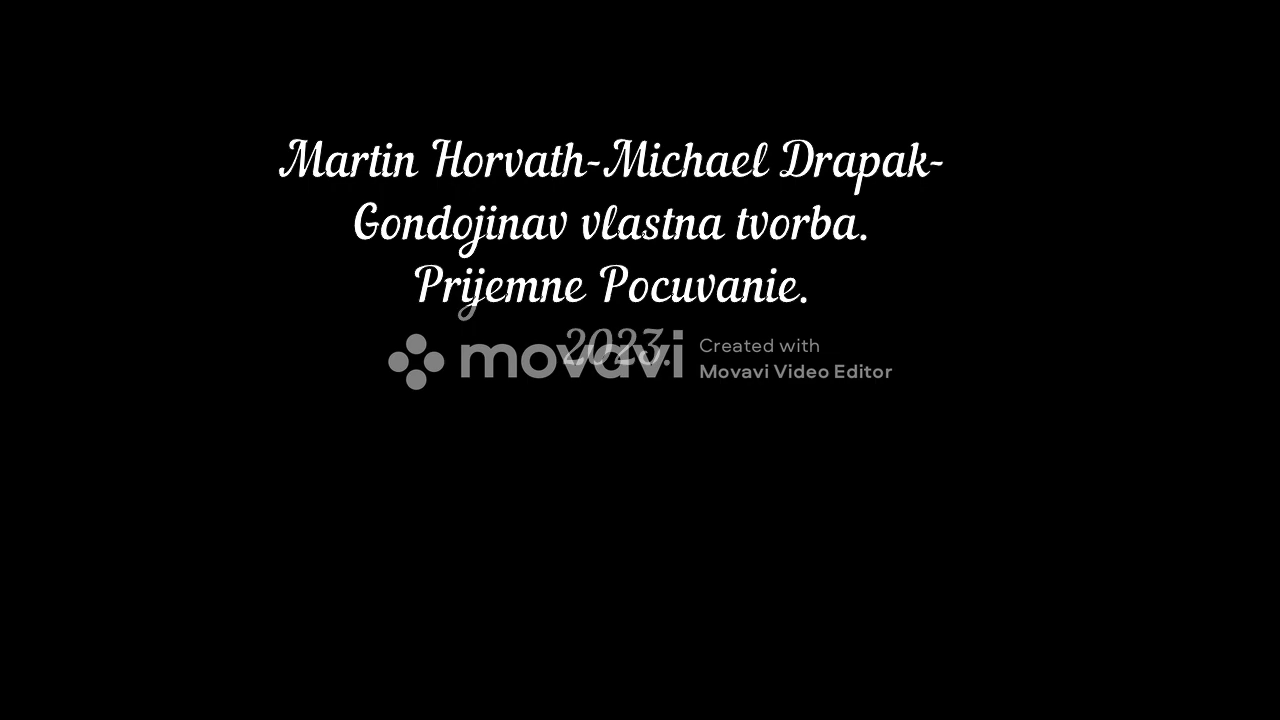 Martin Horvath-Michael Drapak-
Gondojinav vlastna tvorba.
Prijemne Pocuvanie.
2023.
movavi
Created with
Movavi Video Editor